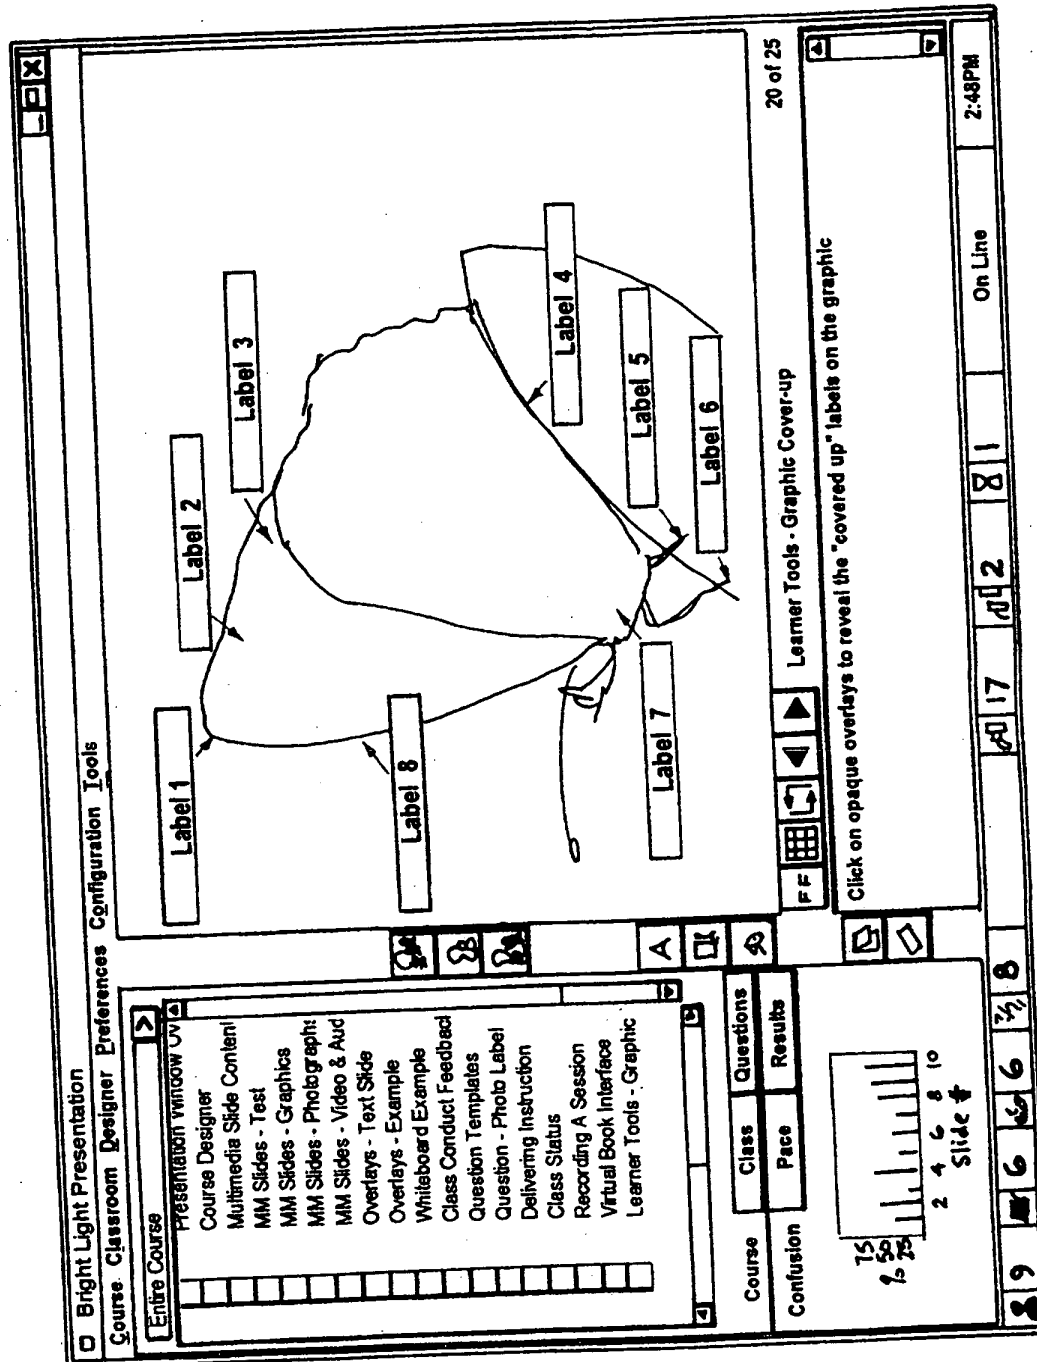 Bright Light Presentation
Course Classroom Designer Preferences Configuration Tools
Entire Course
Presentation Window Ov
Course Designer
Multimedia Slide Content
MM Slides - Test
MM Slides - Graphics
MM Slides - Photographs
MM Slides - Video & Aud
Overlays - Text Slide
Overlays - Example
Whiteboard Example
Class Conduct Feedback
Question Templates
Question - Photo Label
Delivering Instruction
Class Status
Recording A Session
Virtual Book Interface
Learner Tools - Graphic
Course Class Questions
Confusion Pace Results
75
% 50
25
2 4 6 8 10
Slide #
A
Label 1
Label 2
Label 3
Label 4
Label 5
Label 6
Label 7
Label 8
FF
Learner Tools - Graphic Cover-up
20 of 25
Click on opaque overlays to reveal the "covered up" labels on the graphic
9 6 6 8 17 2 1
On Line
2:48PM